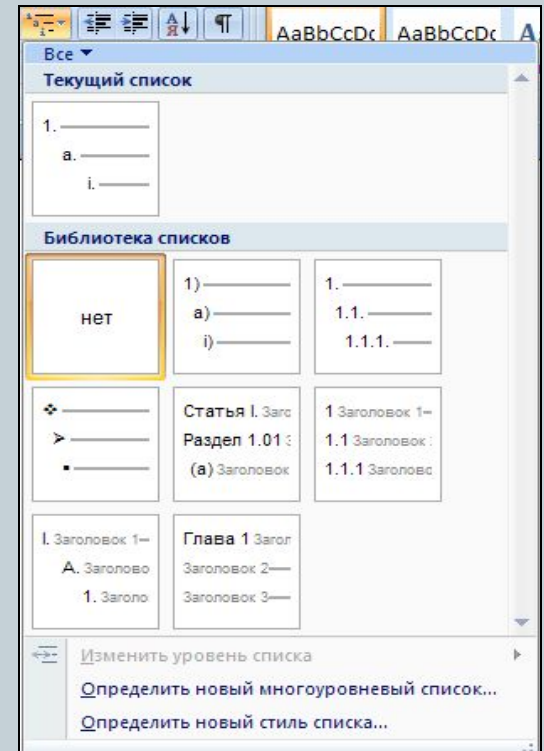 AaBbCcDc AaBbCcDc A
Все
Текущий список
1.
a.
i.
Библиотека списков
нет
1)
a)
i)
1.
1.1.
1.1.1.
Статья I. Заго
Раздел 1.01 З
(a) Заголовок
1 Заголовок 1
1.1 Заголовок
1.1.1 Заголово
I. Заголовок 1
A. Заголово
1. Заголо
Глава 1 Загол
Заголовок 2
Заголовок 3
Изменить уровень списка
Определить новый многоуровневый список...
Определить новый стиль списка...